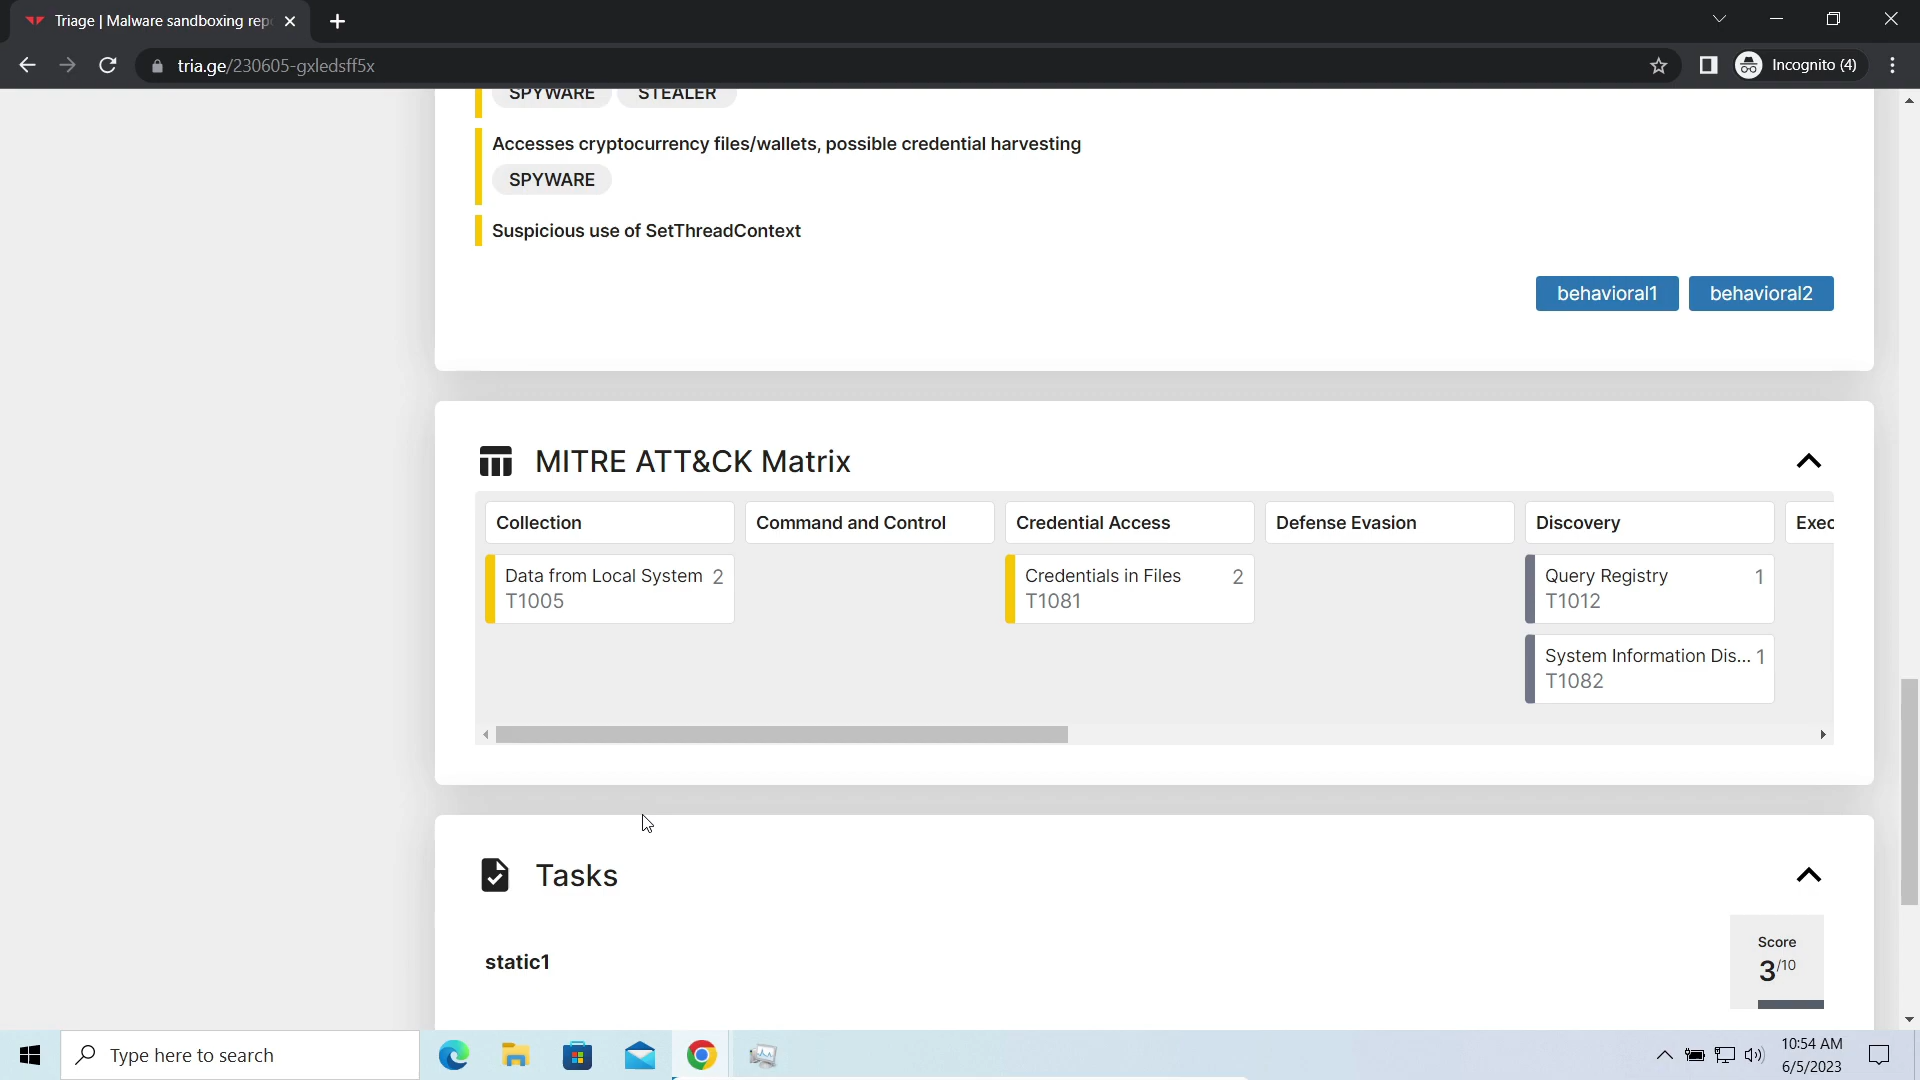 Triage | Malware sandboxing rep
tria.ge/230605-gxledsff5x
Incognito (4)
SPYWARE STEALER
Accesses cryptocurrency files/wallets, possible credential harvesting
SPYWARE
Suspicious use of SetThreadContext
behavioral1 behavioral2
MITRE ATT&CK Matrix
Collection Command and Control Credential Access Defense Evasion Discovery Exec
Data from Local System 2 Credentials in Files 2 Query Registry 1
T1005 T1081 T1012
System Information Dis... 1
T1082
Tasks
Score
static1
3/10
Type here to search
10:54 AM
6/5/2023